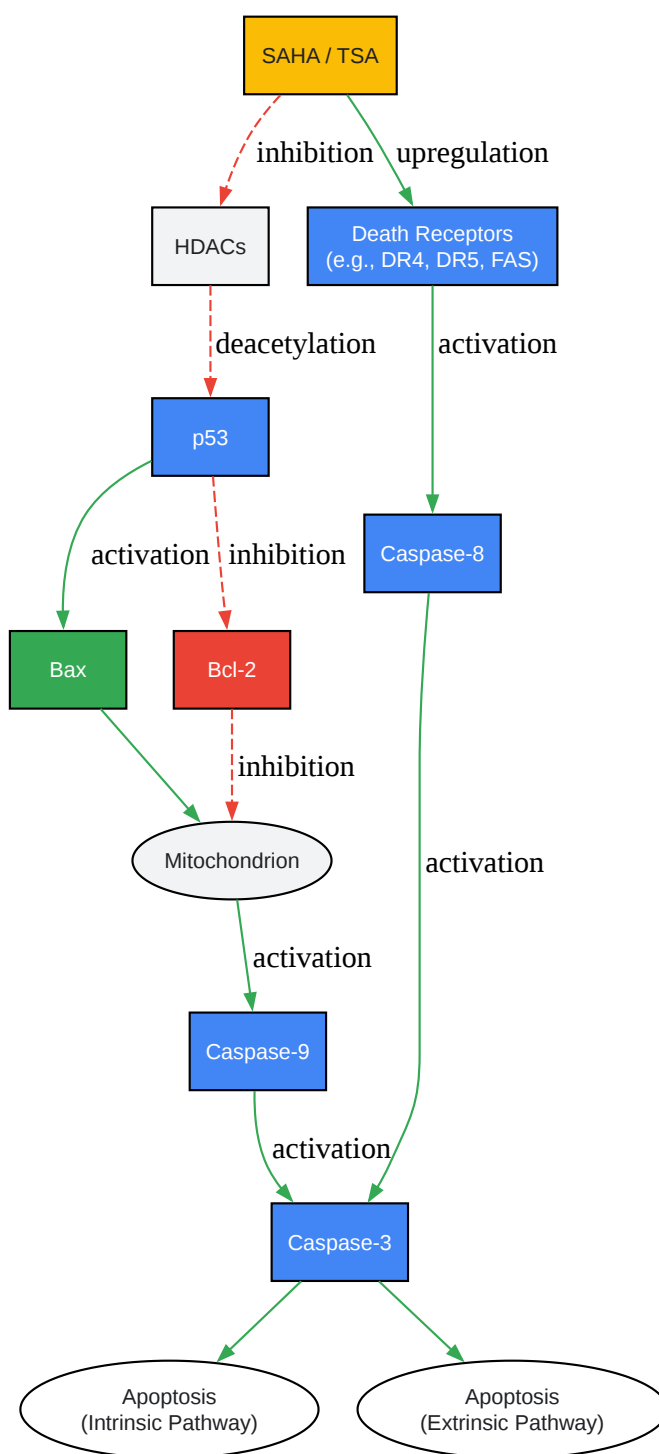 SAHA / TSA
inhibition
upregulation
HDACs
Death Receptors
(e.g., DR4, DR5, FAS)
deacetylation
activation
p53
activation
inhibition
Caspase-8
Bax
Bcl-2
inhibition
Mitochondrion
activation
activation
Caspase-9
activation
Caspase-3
Apoptosis
(Intrinsic Pathway)
Apoptosis
(Extrinsic Pathway)